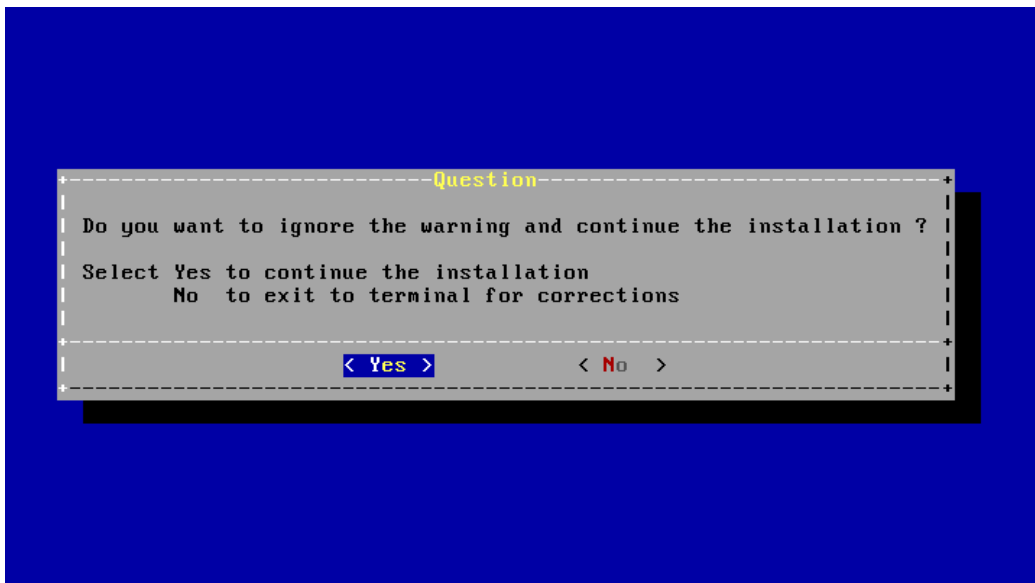 Question
Do you want to ignore the warning and continue the installation ?
Select Yes to continue the installation
No to exit to terminal for corrections
< Yes > < No >